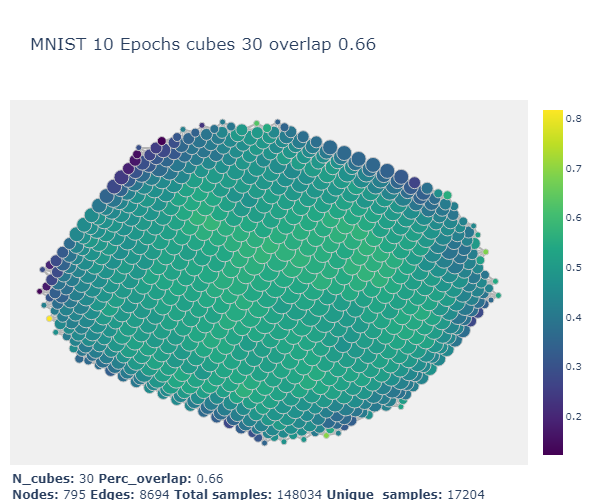 MNIST 10 Epochs cubes 30 overlap 0.66
0.8
0.7
0.6
0.5
0.4
0.3
0.2
N_cubes: 30 Perc_overlap: 0.66
Nodes: 795 Edges: 8694 Total samples: 148034 Unique_samples: 17204